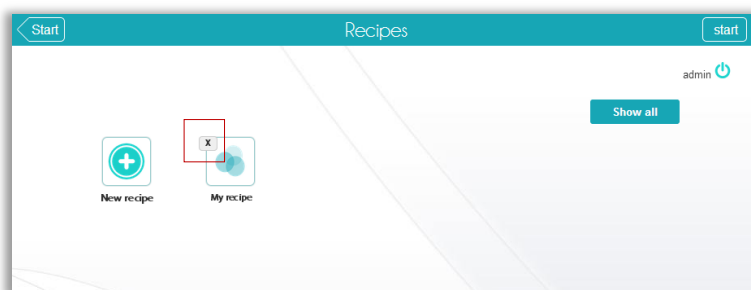 Start
Recipes
start
admin
Show all
X
New recipe
My recipe